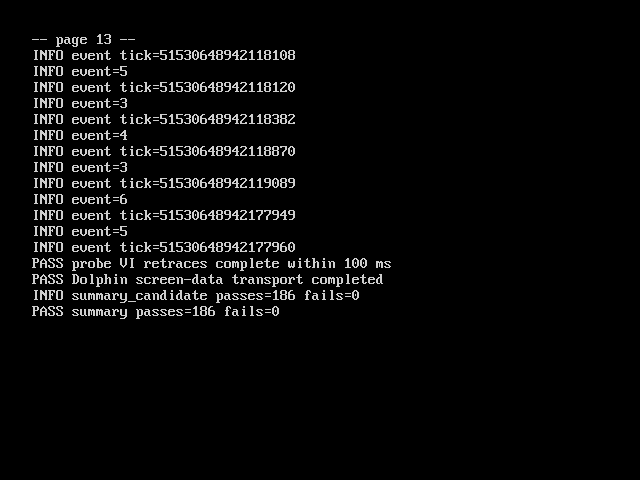 -- page 13 --
INFO event tick=51530648942118108
INFO event=5
INFO event tick=51530648942118120
INFO event=3
INFO event tick=51530648942118382
INFO event=4
INFO event tick=51530648942118870
INFO event=3
INFO event tick=51530648942119089
INFO event=6
INFO event tick=51530648942177949
INFO event=5
INFO event tick=51530648942177960
PASS probe VI retraces complete within 100 ms
PASS Dolphin screen-data transport completed
INFO summary_candidate passes=186 fails=0
PASS summary passes=186 fails=0